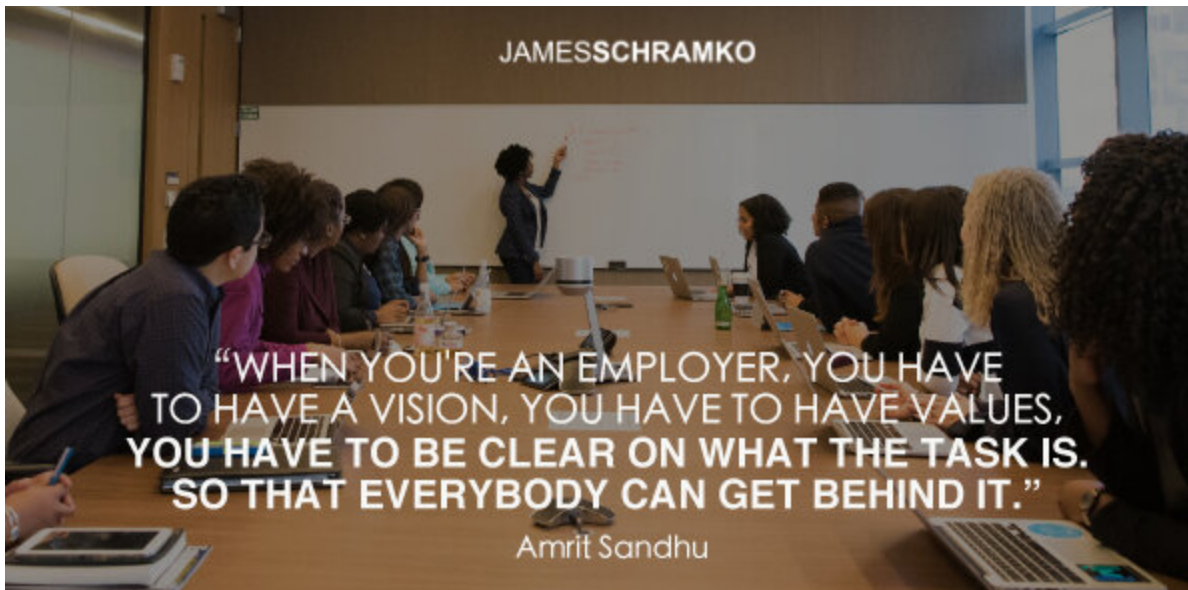 JAMESSCHRAMKO
“WHEN YOU'RE AN EMPLOYER, YOU HAVE
TO HAVE A VISION, YOU HAVE TO HAVE VALUES,
YOU HAVE TO BE CLEAR ON WHAT THE TASK IS.
SO THAT EVERYBODY CAN GET BEHIND IT.”
Amrit Sandhu